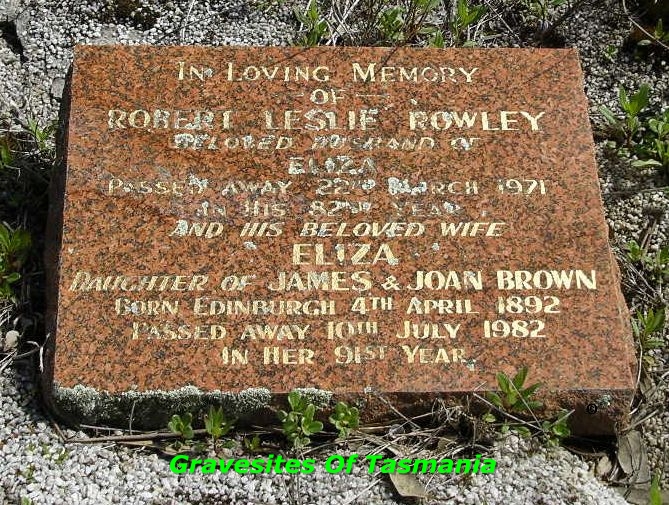 In Loving Memory
OF
ROBERT LESLIE ROWLEY
BELOVED HUSBAND OF
ELIZA
PASSED AWAY 22ND MARCH 1971
IN HIS 82ND YEAR
AND HIS BELOVED WIFE
ELIZA
DAUGHTER OF JAMES & JOAN BROWN
BORN EDINBURGH 4TH APRIL 1892
PASSED AWAY 10TH JULY 1982
IN HER 91ST YEAR
Gravesites Of Tasmania